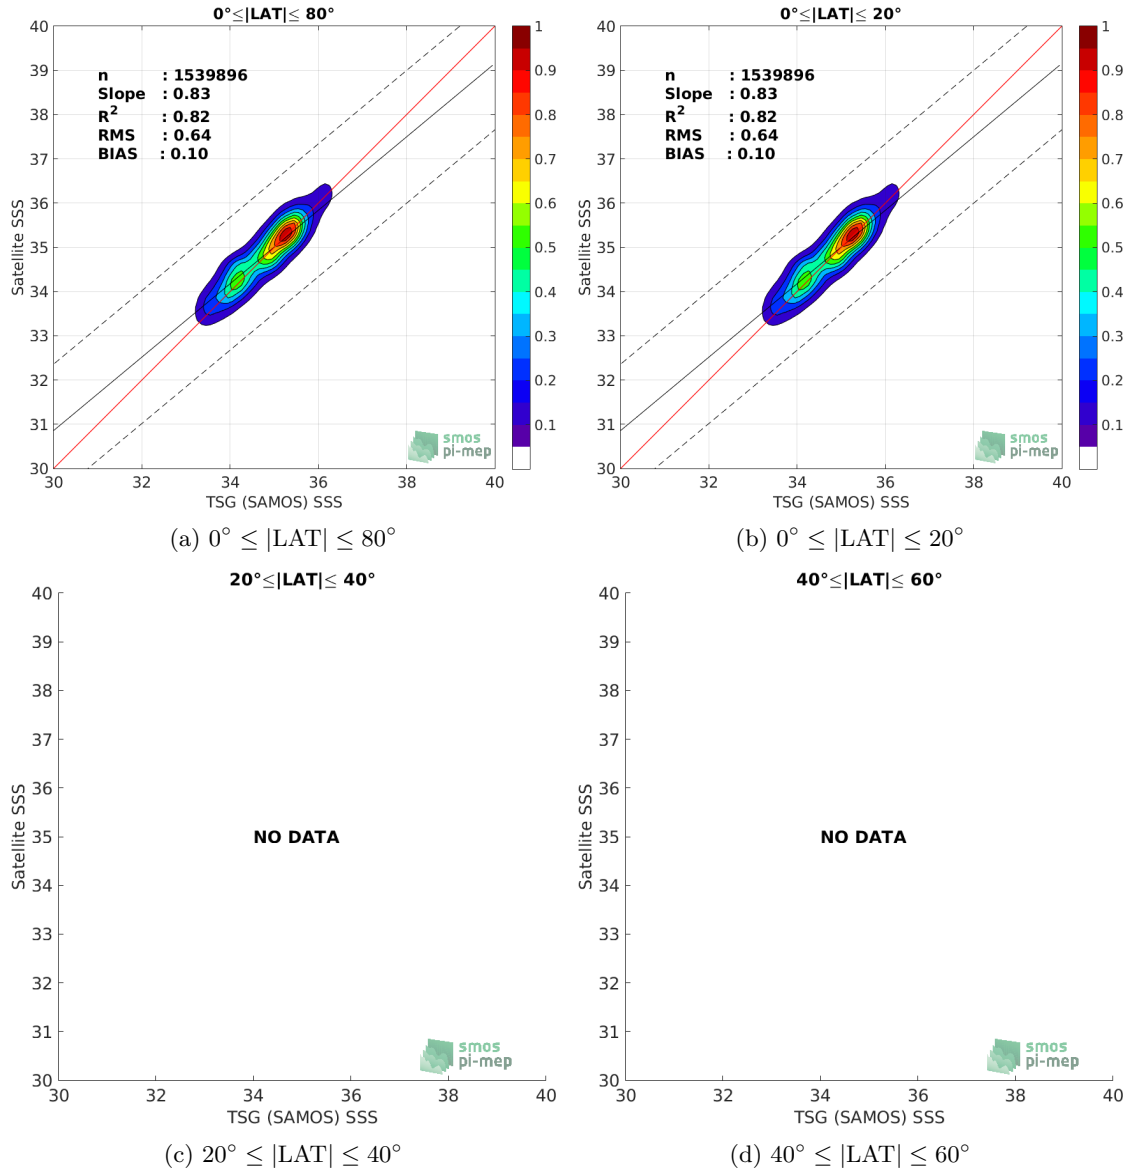 0°≤|LAT|≤ 80°
40
39
38
37
36
35
34
33
32
31
30
Satellite SSS
n : 1539896
Slope : 0.83
R² : 0.82
RMS : 0.64
BIAS : 0.10
1
0.9
0.8
0.7
0.6
0.5
0.4
0.3
0.2
0.1
smos
pi-mep
30 32 34 36 38 40
TSG (SAMOS) SSS
(a) 0° ≤ |LAT| ≤ 80°
0°≤|LAT|≤ 20°
40
39
38
37
36
35
34
33
32
31
30
Satellite SSS
n : 1539896
Slope : 0.83
R² : 0.82
RMS : 0.64
BIAS : 0.10
1
0.9
0.8
0.7
0.6
0.5
0.4
0.3
0.2
0.1
smos
pi-mep
30 32 34 36 38 40
TSG (SAMOS) SSS
(b) 0° ≤ |LAT| ≤ 20°
20°≤|LAT|≤ 40°
40
39
38
37
36
35
34
33
32
31
30
Satellite SSS
NO DATA
smos
pi-mep
30 32 34 36 38 40
TSG (SAMOS) SSS
(c) 20° ≤ |LAT| ≤ 40°
40°≤|LAT|≤ 60°
40
39
38
37
36
35
34
33
32
31
30
Satellite SSS
NO DATA
smos
pi-mep
30 32 34 36 38 40
TSG (SAMOS) SSS
(d) 40° ≤ |LAT| ≤ 60°